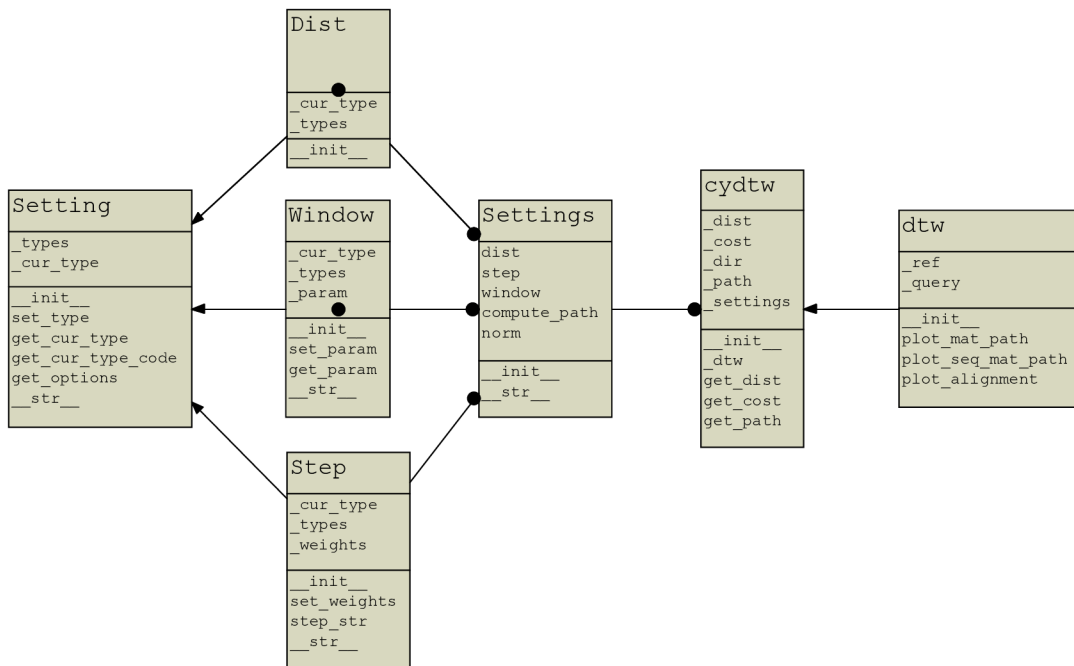 Dist
_cur_type
_types
__init__
Setting
_types
_cur_type
__init__
set_type
get_cur_type
get_cur_type_code
get_options
__str__
Window
_cur_type
_types
_param
__init__
set_param
get_param
__str__
Step
_cur_type
_types
_weights
__init__
set_weights
step_str
__str__
Settings
dist
step
window
compute_path
norm
__init__
__str__
cydtw
_dist
_cost
_dir
_path
_settings
__init__
_dtw
get_dist
get_cost
get_path
dtw
_ref
_query
__init__
plot_mat_path
plot_seq_mat_path
plot_alignment